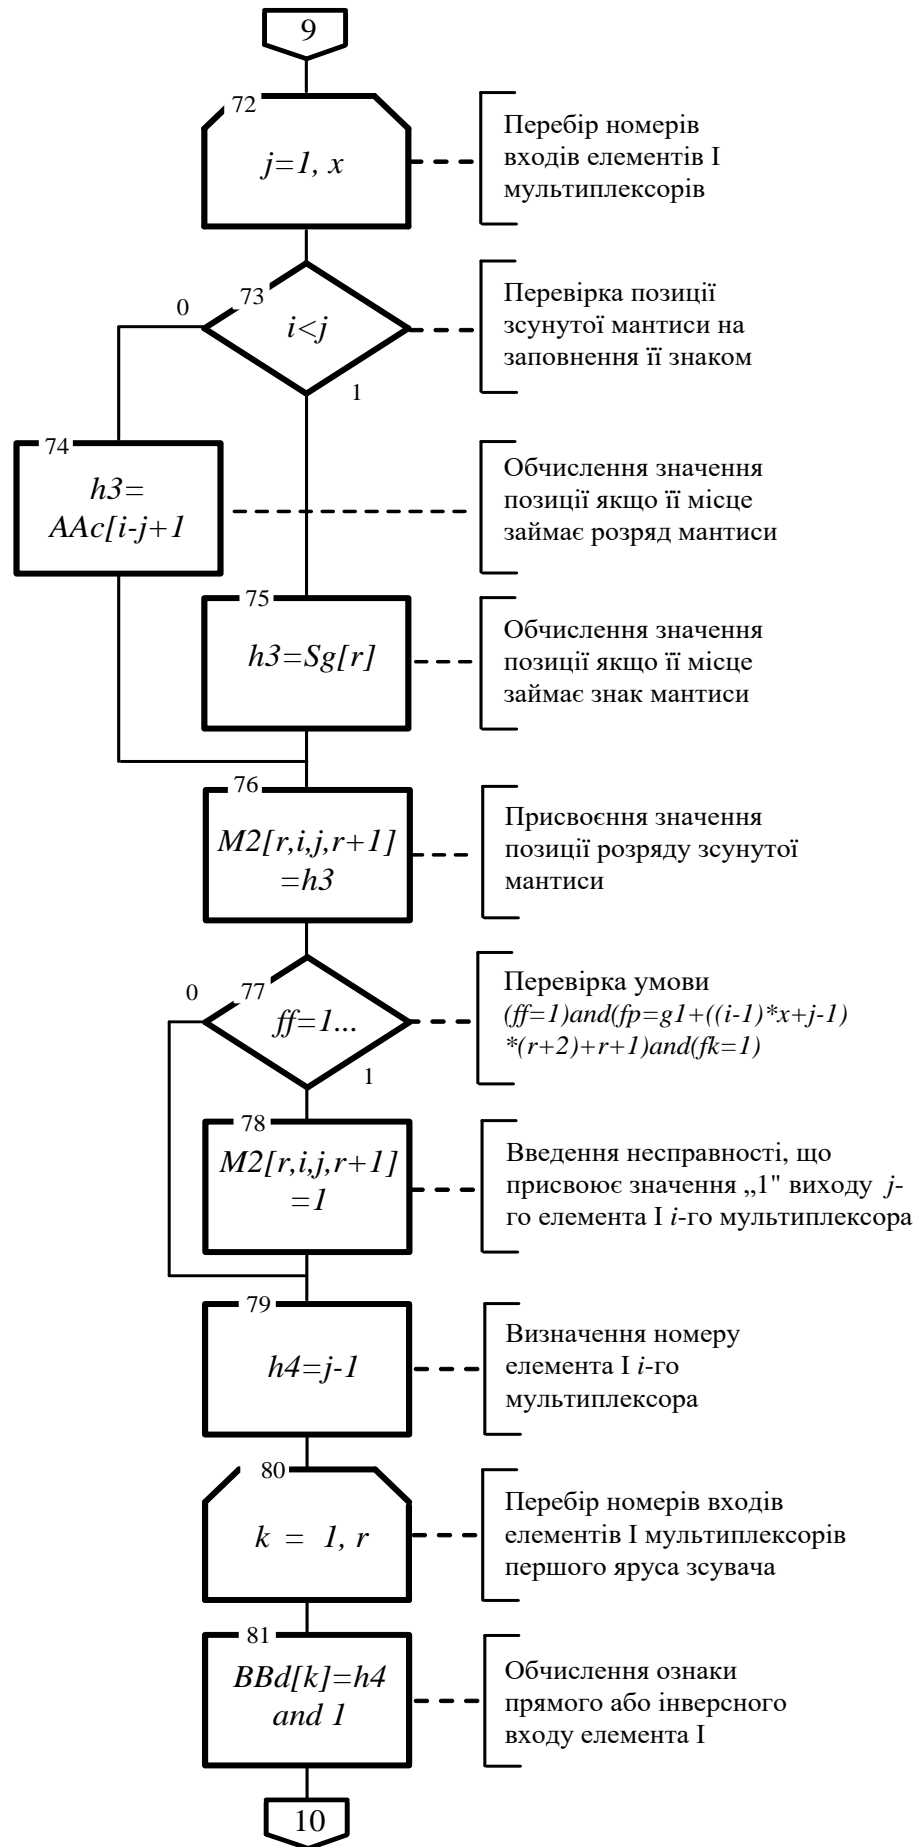 9
72
j=1, x
Перебір номерів
входів елементів І
мультиплексорів
73
0
i<j
1
Перевірка позиції
зсунутої мантиси на
заповнення її знаком
74
h3=
AAc[i-j+1
Обчислення значення
позиції якщо її місце
займає розряд мантиси
75
h3=Sg[r]
Обчислення значення
позиції якщо її місце
займає знак мантиси
76
M2[r,i,j,r+1]
=h3
Присвоєння значення
позиції розряду зсунутої
мантиси
77
0
ff=1...
1
Перевірка умови
(ff=1)and(fp=g1+((i-1)*x+j-1)
*(r+2)+r+1)and(fk=1)
78
M2[r,i,j,r+1]
=1
Введення несправності, що
присвоює значення „1" виходу j-
го елемента І i-го мультиплексора
79
h4=j-1
Визначення номеру
елемента І i-го
мультиплексора
80
k = 1, r
Перебір номерів входів
елементів І мультиплексорів
першого яруса зсувача
81
BBd[k]=h4
and 1
Обчислення ознаки
прямого або інверсного
входу елемента І
10